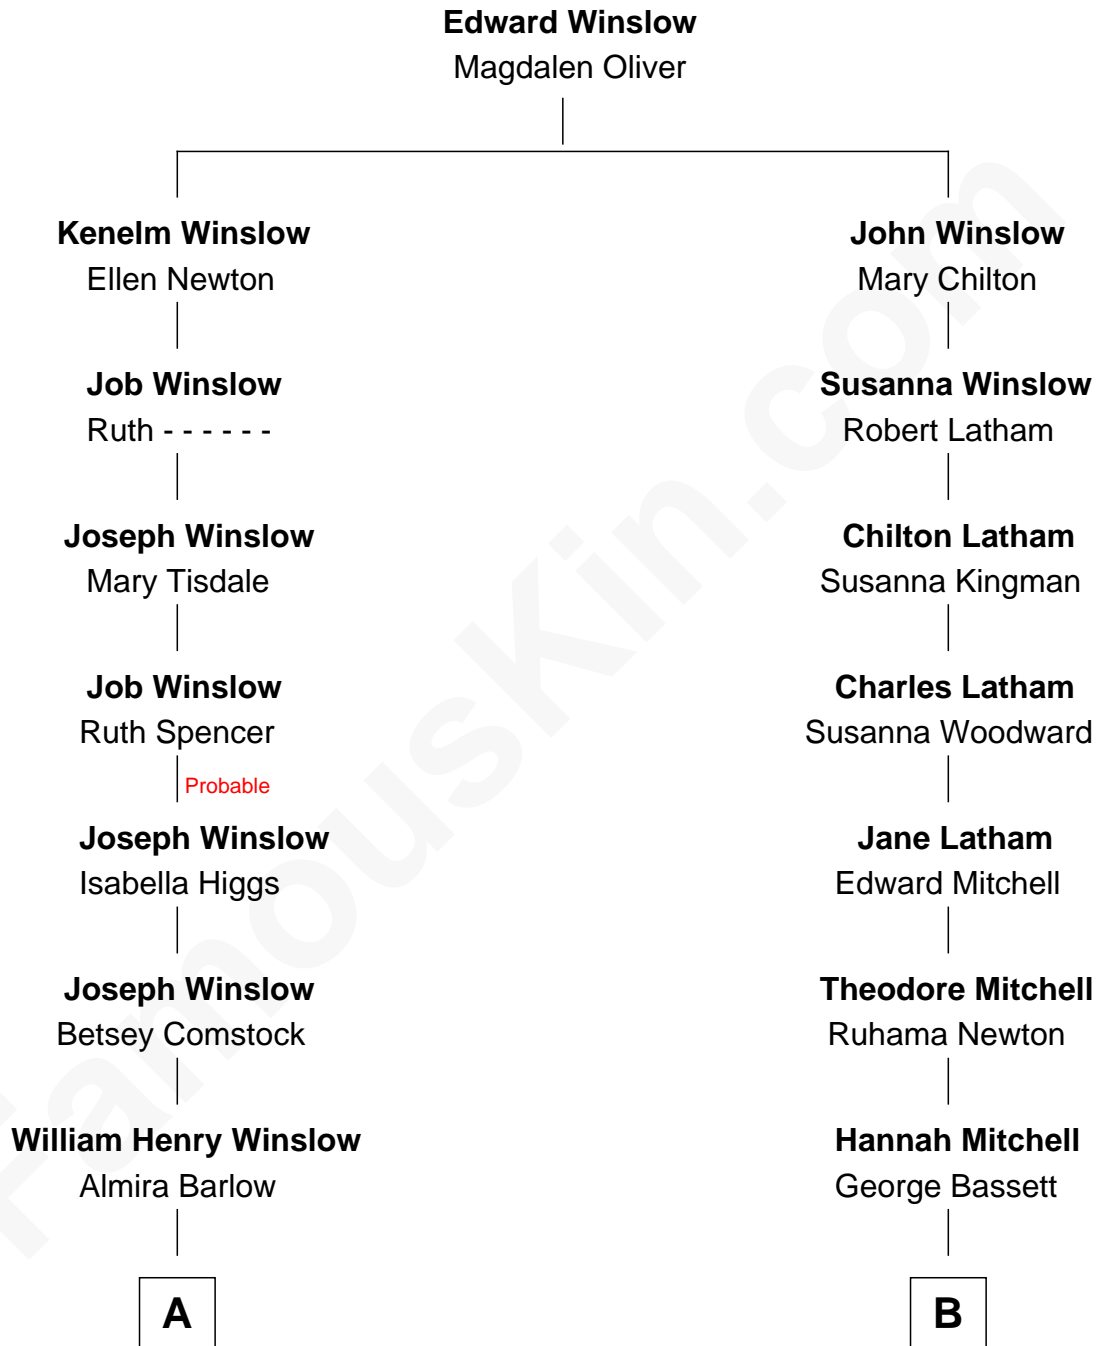 Edward Winslow
Magdalen Oliver
Kenelm Winslow
Ellen Newton
John Winslow
Mary Chilton
Job Winslow
Ruth - - - - - -
Susanna Winslow
Robert Latham
Joseph Winslow
Mary Tisdale
Chilton Latham
Susanna Kingman
Job Winslow
Ruth Spencer
Charles Latham
Susanna Woodward
Probable
Joseph Winslow
Isabella Higgs
Jane Latham
Edward Mitchell
Joseph Winslow
Betsey Comstock
Theodore Mitchell
Ruhama Newton
William Henry Winslow
Almira Barlow
Hannah Mitchell
George Bassett
A
B
FamousKin.com